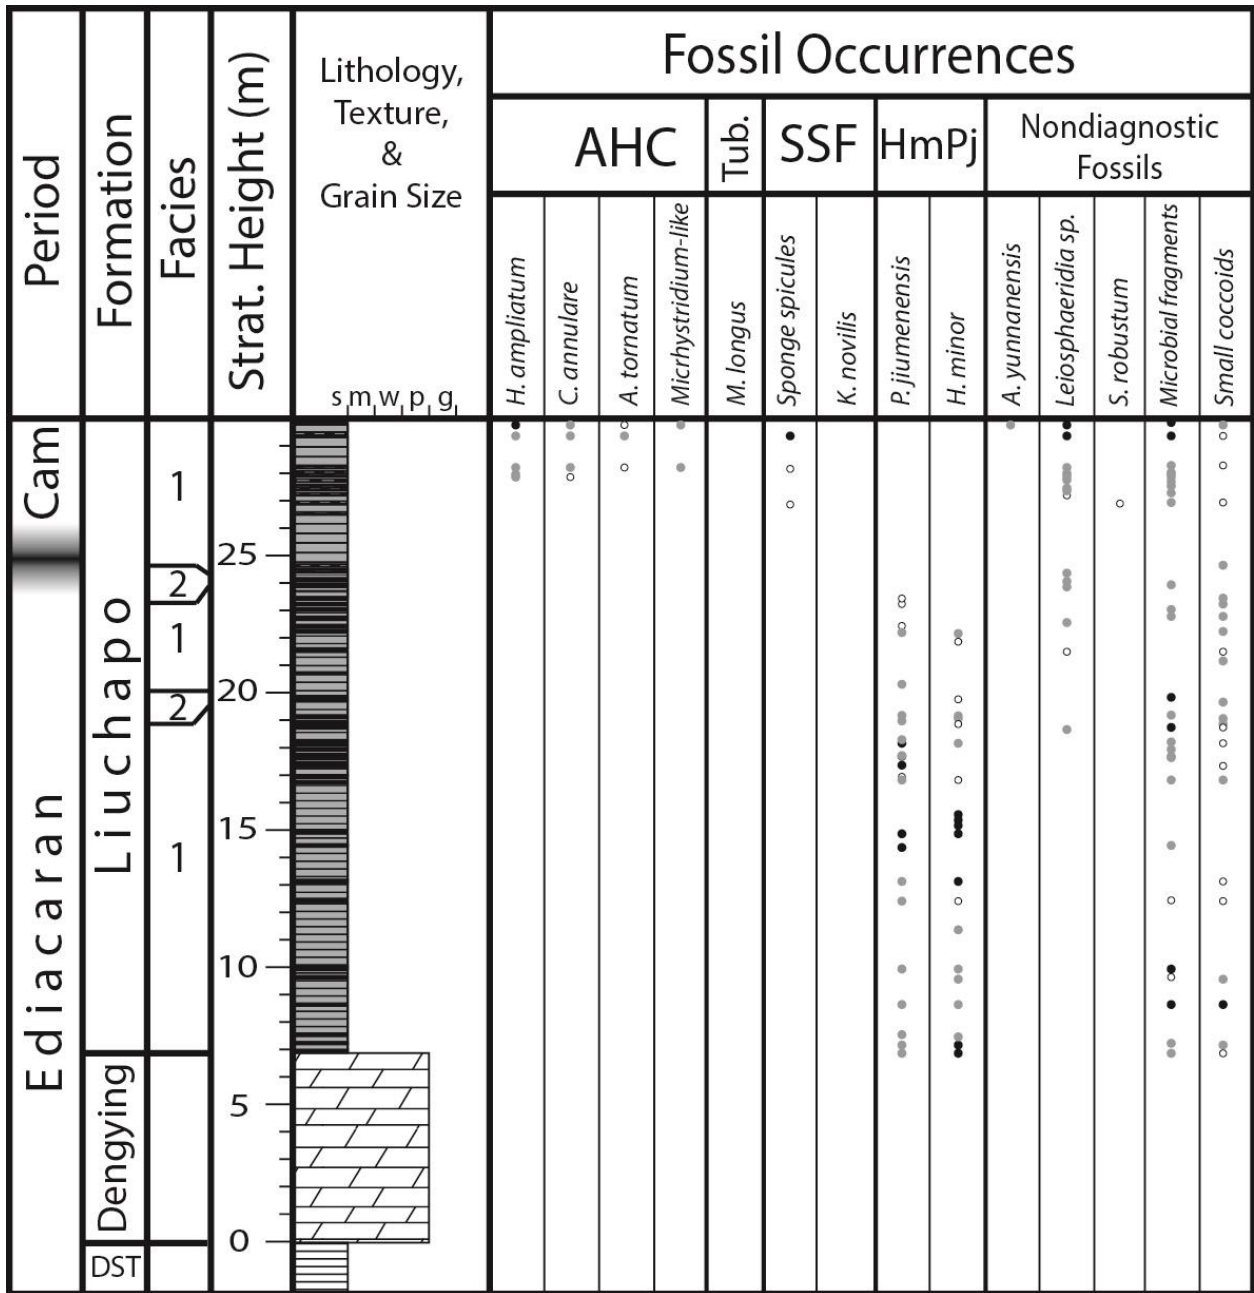 Period
Formation
Facies
Strat. Height (m)
Lithology,
Texture,
&
Grain Size
s m w p g
Fossil Occurrences
AHC
Tub.
SSF
HmPj
Nondiagnostic
Fossils
H. ampliatum
C. annulare
A. tornatum
Micrhystridium-like
M. longus
Sponge spicules
K. novilis
P. jiumenensis
H. minor
A. yunnanensis
Leiosphaeridia sp.
S. robustum
Microbial fragments
Small coccoids
Cam
Ediacaran
Liuchapo
Dengying
DST
1
2
1
2
1
25
20
15
10
5
0